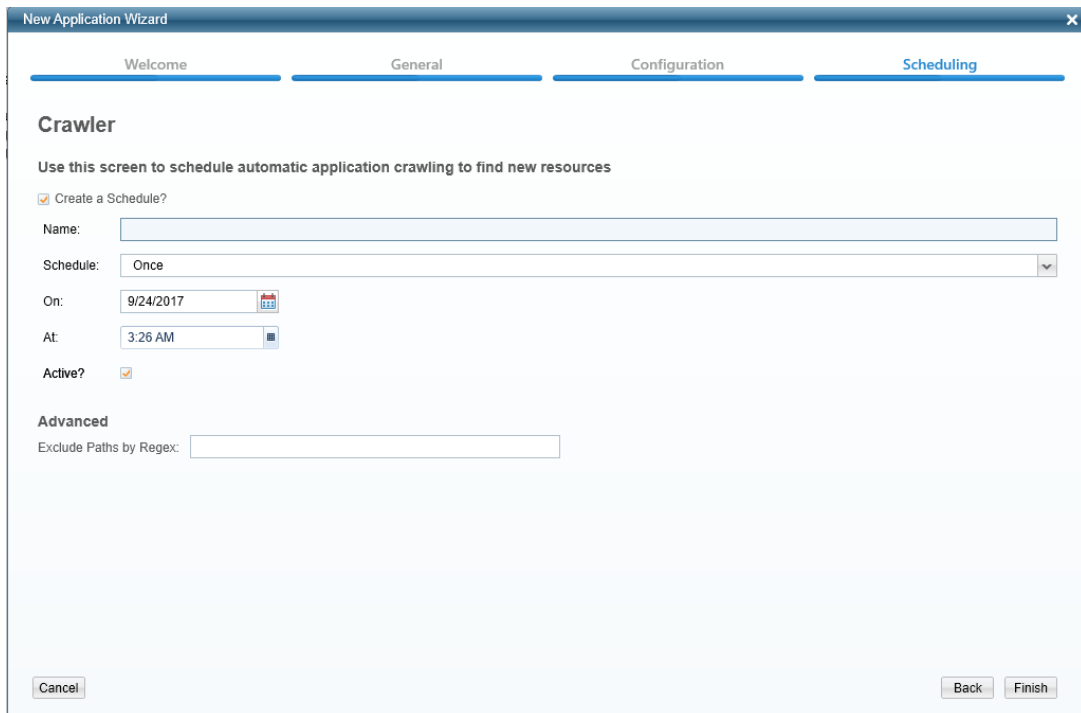 New Application Wizard
Welcome General Configuration Scheduling
Crawler
Use this screen to schedule automatic application crawling to find new resources
Create a Schedule?
Name:
Schedule: Once
On: 9/24/2017
At: 3:26 AM
Active?
Advanced
Exclude Paths by Regex:
Cancel Back Finish